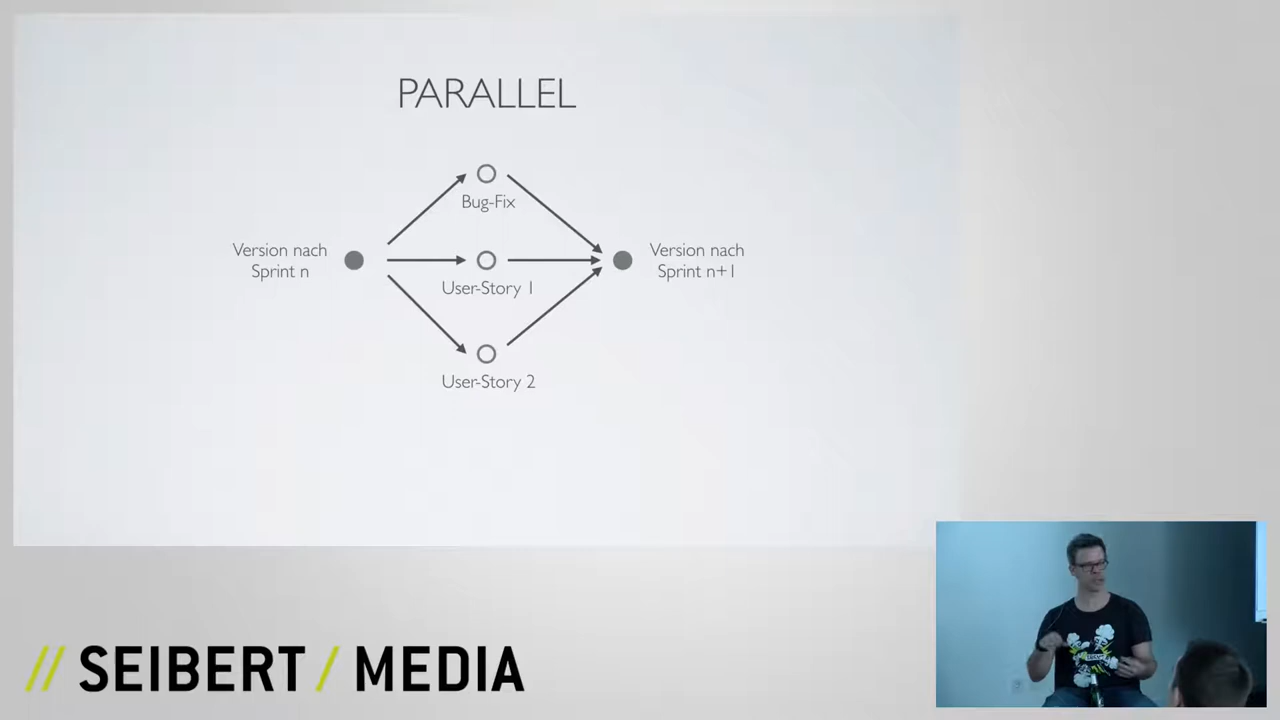 PARALLEL
Bug-Fix
Version nach
Sprint n
User-Story 1
Version nach
Sprint n+1
User-Story 2
// SEIBERT / MEDIA